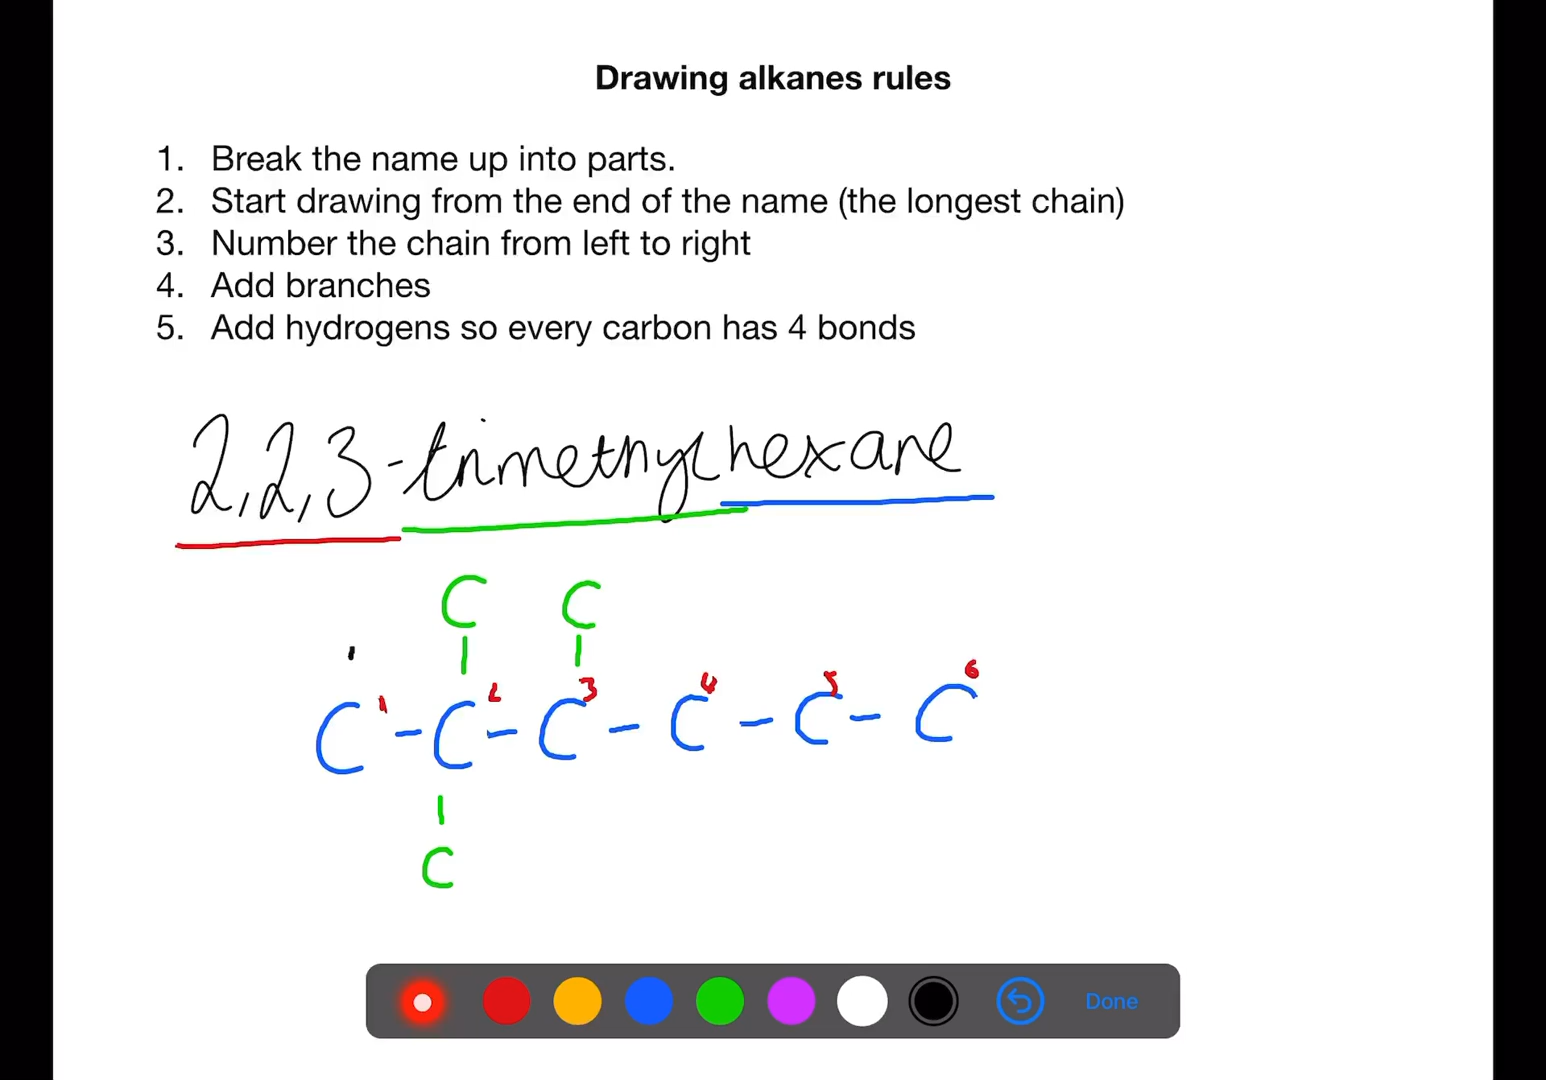 Drawing alkanes rules
1. Break the name up into parts.
2. Start drawing from the end of the name (the longest chain)
3. Number the chain from left to right
4. Add branches
5. Add hydrogens so every carbon has 4 bonds
2,2,3-trimethylhexane
C C
C 1 - C 2 - C 3 - C 4 - C 5 - C 6
C
Done